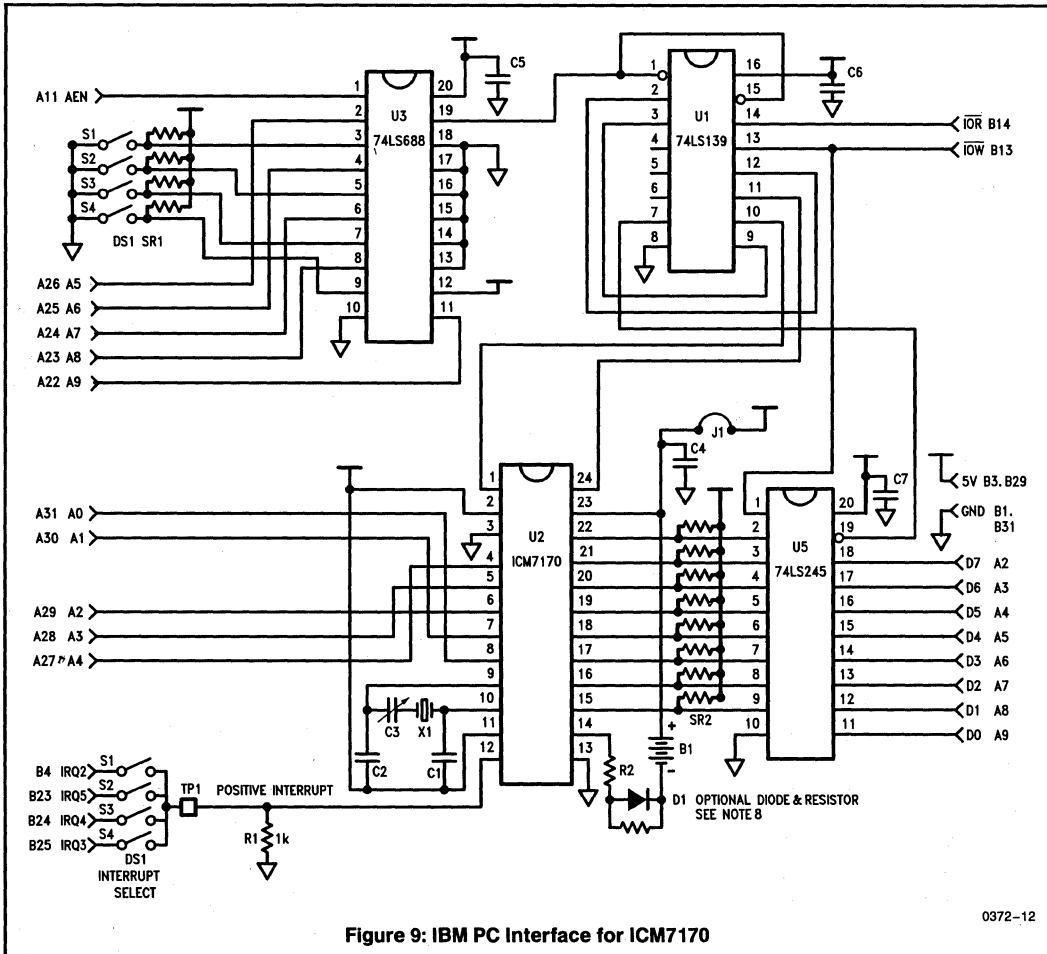 A11 AEN
S1
S2
S3
S4
DS1 SR1
A26 A5
A25 A6
A24 A7
A23 A8
A22 A9
1
2
3
4
5
6
7
8
9
10
U3
74LS688
20
19
18
17
16
15
14
13
12
11
C5
1
2
3
4
5
6
7
8
U1
74LS139
16
15
14
13
12
11
10
9
C6
IOR B14
IOW B13
A31 A0
A30 A1
A29 A2
A28 A3
A27 A4
1
2
3
4
5
6
7
8
9
10
11
12
U2
ICM7170
24
23
22
21
20
19
18
17
16
15
14
13
C3 X1
C2 C1
J1
C4
SR2
B1
+
-
R2
D1 OPTIONAL DIODE & RESISTOR
SEE NOTE 8
1
2
3
4
5
6
7
8
9
10
U5
74LS245
20
19
18
17
16
15
14
13
12
11
C7
5V B3. B29
GND B1.
B31
D7 A2
D6 A3
D5 A4
D4 A5
D3 A6
D2 A7
D1 A8
D0 A9
B4 IRQ2 S1
B23 IRQ5 S2
B24 IRQ4 S3
B25 IRQ3 S4
DS1
INTERRUPT
SELECT
TP1
POSITIVE INTERRUPT
R1 1k
0372-12
Figure 9: IBM PC Interface for ICM7170